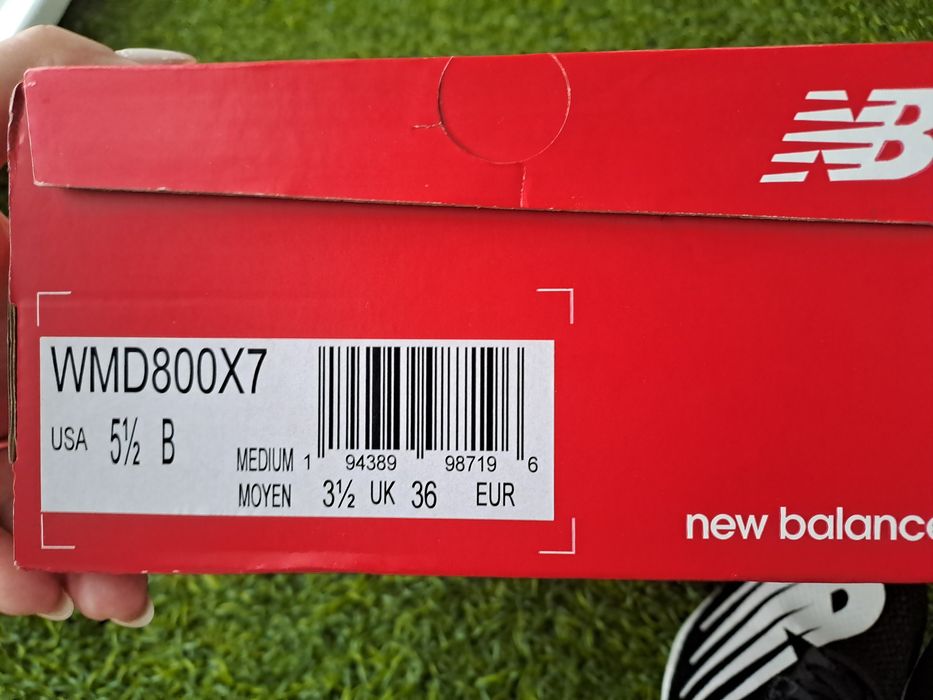 NB
WMD800X7
USA 5½ B
MEDIUM 1 94389 98719 6
MOYEN 3½ UK 36 EUR
new balance